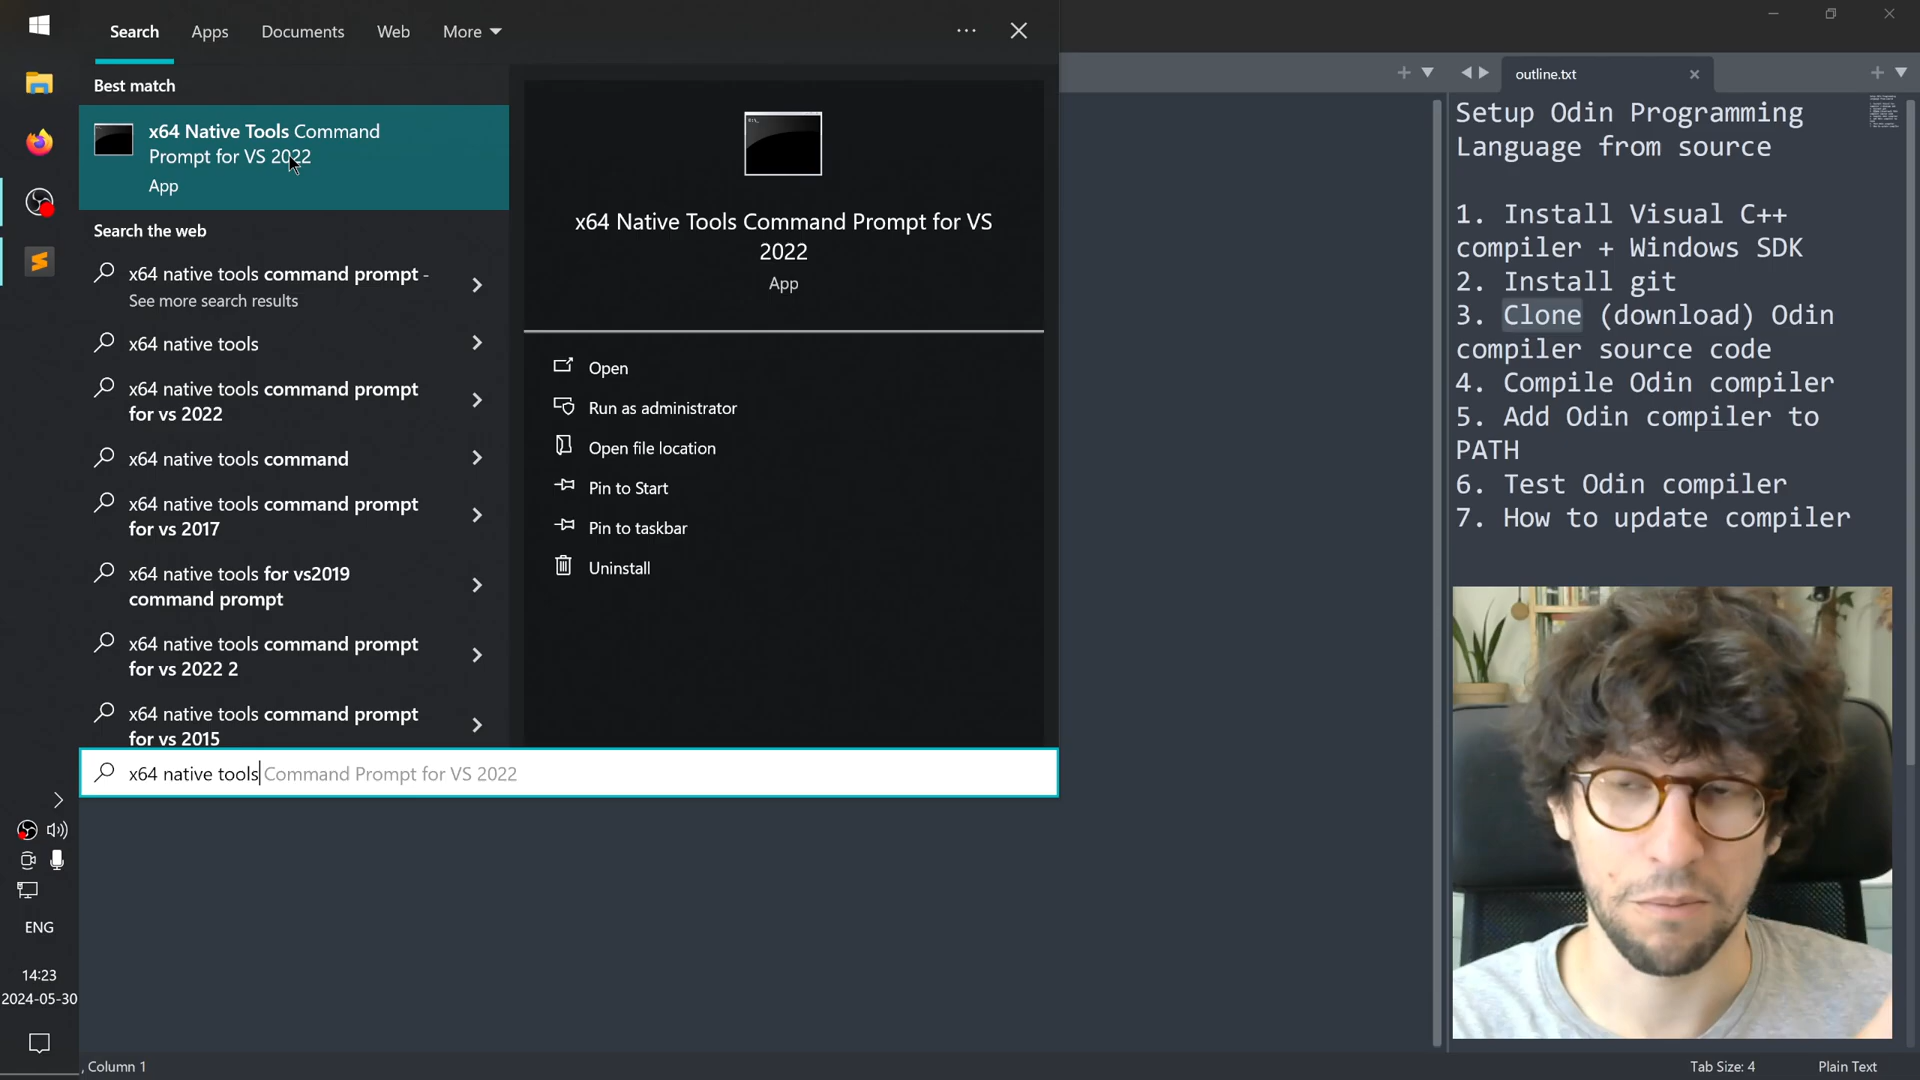 Search Apps Documents Web More
Best match
x64 Native Tools Command
Prompt for VS 2022
App
Search the web
x64 native tools command prompt -
See more search results
x64 native tools
x64 native tools command prompt
for vs 2022
x64 native tools command
x64 native tools command prompt
for vs 2017
x64 native tools for vs2019
command prompt
x64 native tools command prompt
for vs 2022 2
x64 native tools command prompt
for vs 2015
x64 native tools Command Prompt for VS 2022
x64 Native Tools Command Prompt for VS
2022
App
Open
Run as administrator
Open file location
Pin to Start
Pin to taskbar
Uninstall
outline.txt
Setup Odin Programming
Language from source
1. Install Visual C++
compiler + Windows SDK
2. Install git
3. Clone (download) Odin
compiler source code
4. Compile Odin compiler
5. Add Odin compiler to
PATH
6. Test Odin compiler
7. How to update compiler
ENG
14:23
2024-05-30
, Column 1
Tab Size: 4
Plain Text